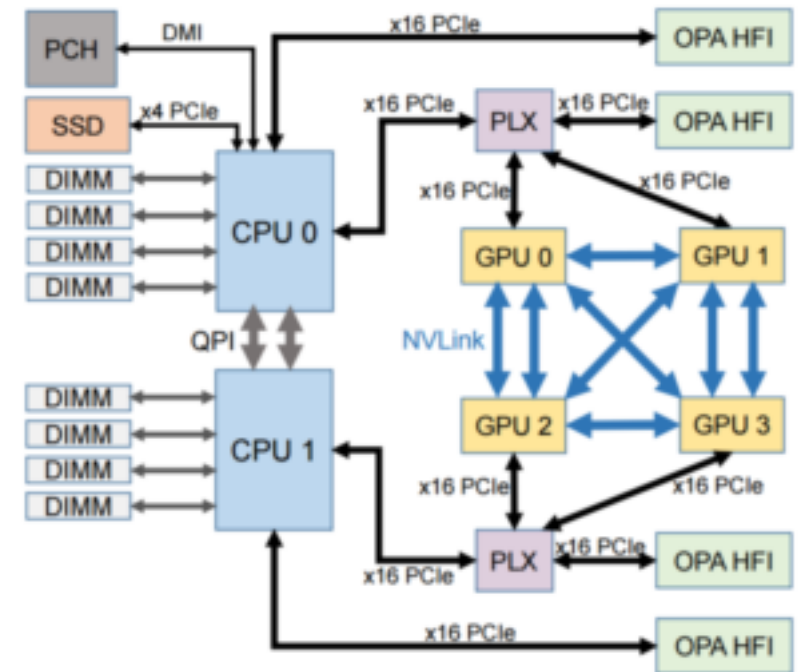 x16 PCIe
OPA HFI
PCH
DMI
x16 PCIe
PLX
x16 PCIe
OPA HFI
SSD
x4 PCIe
DIMM
DIMM
DIMM
DIMM
CPU 0
x16 PCIe
x16 PCIe
GPU 0
GPU 1
QPI
NVLink
DIMM
DIMM
DIMM
DIMM
CPU 1
GPU 2
GPU 3
x16 PCIe
x16 PCIe
x16 PCIe
PLX
x16 PCIe
OPA HFI
x16 PCIe
OPA HFI